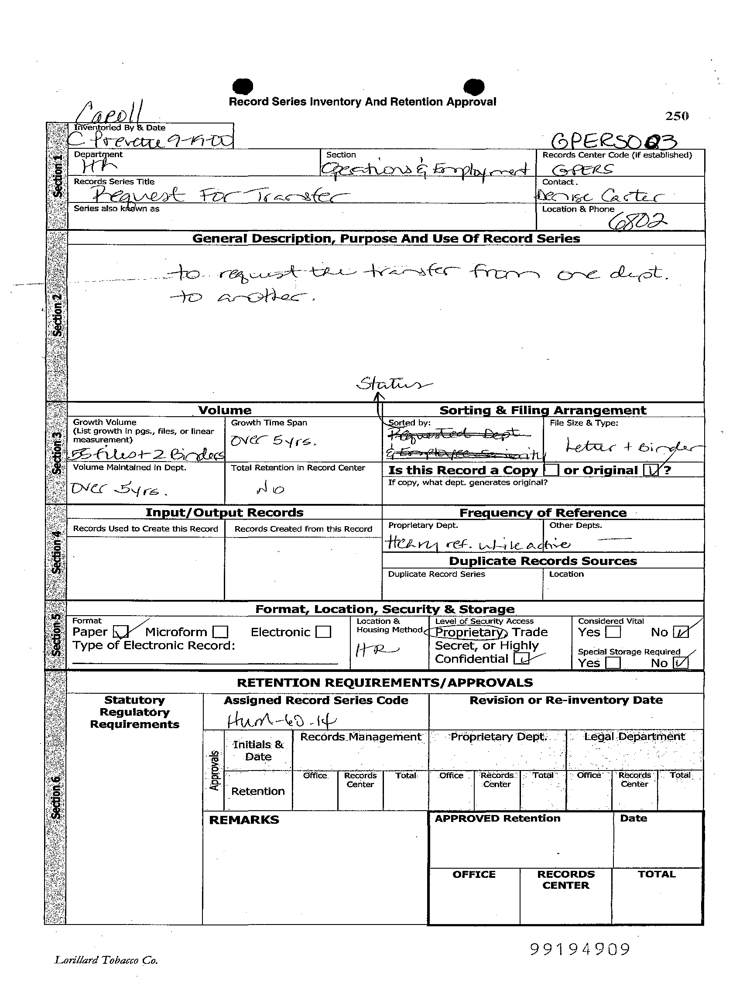 Record Series Inventory And Retention Approval
250
Inventoried By & Date
C Prevette 9-19-00
GPERS003
Section 1
Department
HR
Section
Operations & Employment
Records Center Code (if established)
GPERS
Records Series Title
Request For Transfer
Contact.
Denise Carter
Series also known as
Location & Phone
6802
General Description, Purpose And Use Of Record Series
Section 2
to request the transfer from one dept.
to another.
Status
Volume
Sorting & Filing Arrangement
Section 3
Growth Volume
(List growth in pgs., files, or linear
measurement)
55 files + 2 Binders
Growth Time Span
Over 5yrs.
Sorted by:
Requested Dept
& Employee Seniority
File Size & Type:
Letter + Binder
Volume Maintained In Dept.
Over 5yrs.
Total Retention in Record Center
NO
Is this Record a Copy or Original ?
If copy, what dept. generates original?
Input/Output Records
Frequency of Reference
Section 4
Records Used to Create this Record
Records Created from this Record
Proprietary Dept.
Heavy ref. while active
Other Depts.
Duplicate Records Sources
Duplicate Record Series
Location
Format, Location, Security & Storage
Section 5
Format
Paper Microform Electronic
Type of Electronic Record:
Location &
Housing Method
HR
Level of Security Access
Proprietary, Trade
Secret, or Highly
Confidential
Considered Vital
Yes No
Special Storage Required
Yes No
RETENTION REQUIREMENTS/APPROVALS
Section 6
Statutory
Regulatory
Requirements
Assigned Record Series Code
Hum-60-14
Revision or Re-inventory Date
Approvals
Initials &
Date
Records Management
Proprietary Dept.
Legal Department
Retention
Office Records Center Total
Office Records Center Total
Office Records Center Total
REMARKS
APPROVED Retention
Date
OFFICE
RECORDS
CENTER
TOTAL
99194909
Lorillard Tobacco Co.